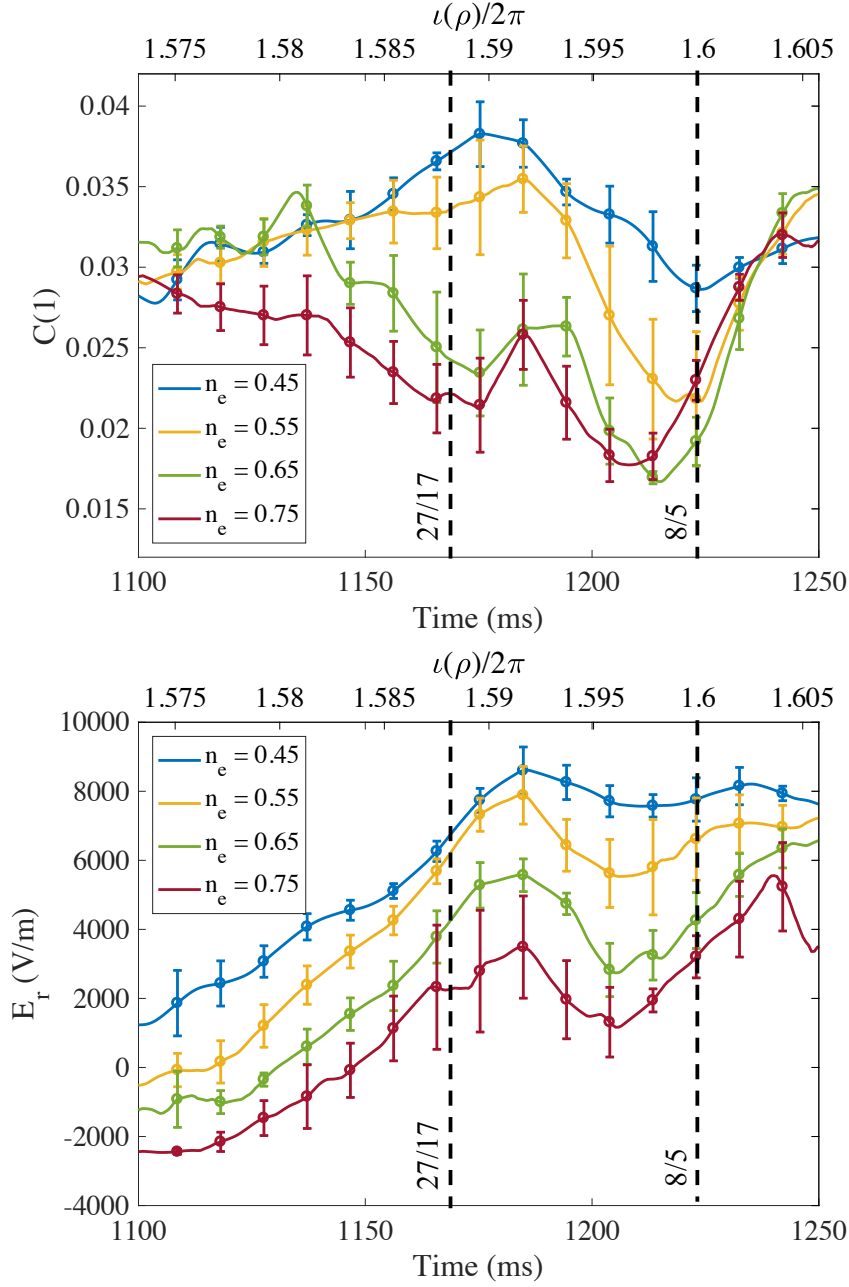 ι(ρ)/2π
1.575 1.58 1.585 1.59 1.595 1.6 1.605
0.04
0.035
0.03
0.025
0.02
0.015
C(1)
n_e = 0.45
n_e = 0.55
n_e = 0.65
n_e = 0.75
27/17
8/5
1100 1150 1200 1250
Time (ms)
ι(ρ)/2π
1.575 1.58 1.585 1.59 1.595 1.6 1.605
10000
8000
6000
4000
2000
0
-2000
-4000
E_r (V/m)
n_e = 0.45
n_e = 0.55
n_e = 0.65
n_e = 0.75
27/17
8/5
1100 1150 1200 1250
Time (ms)